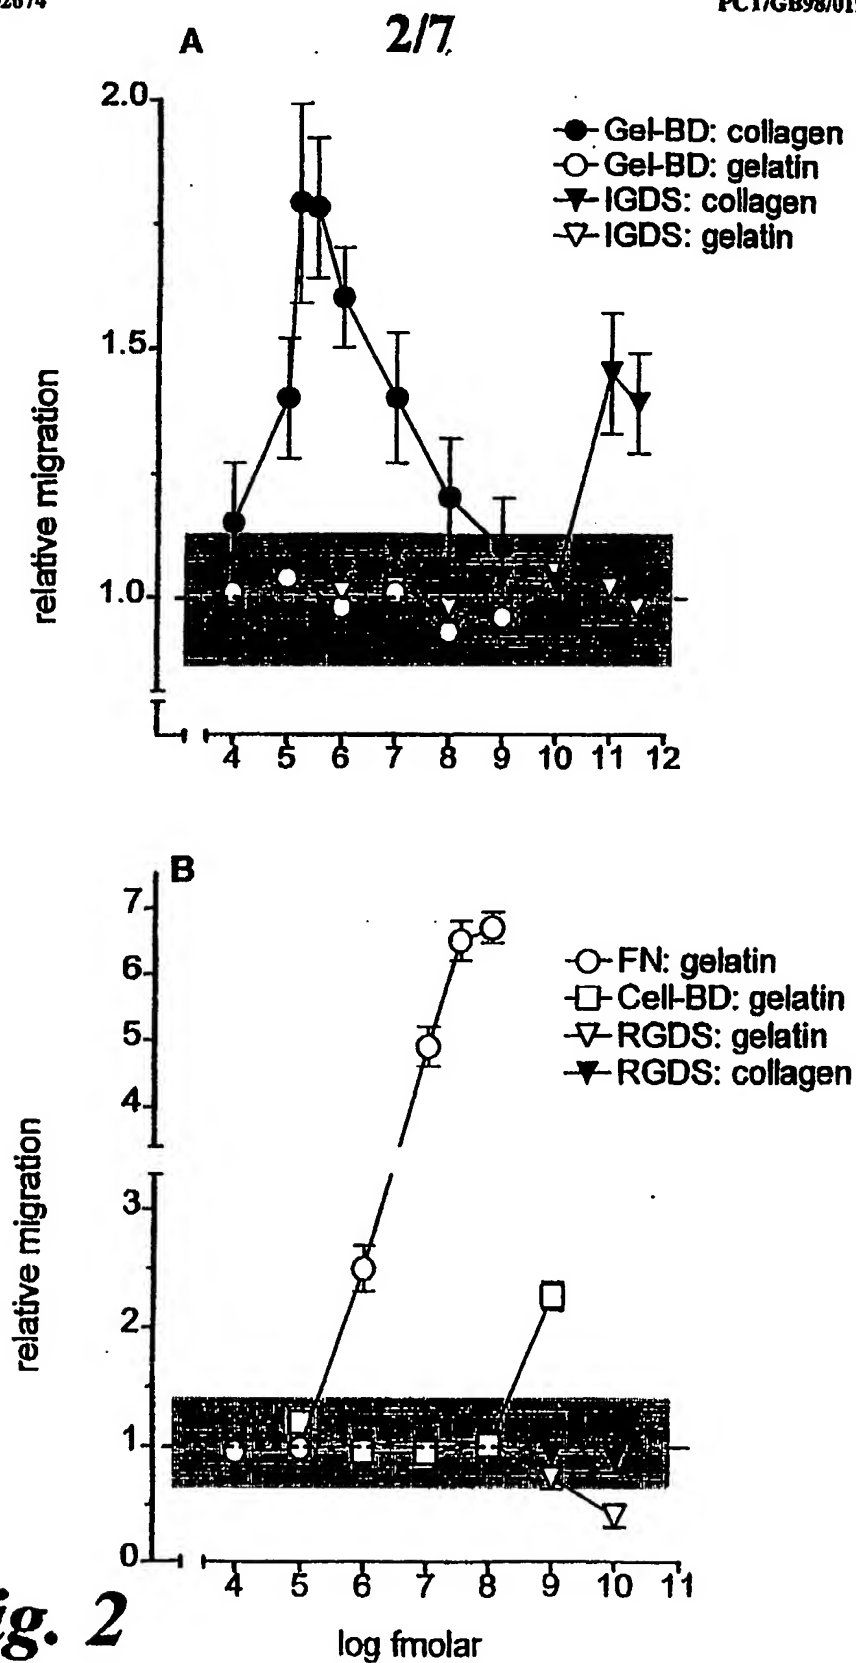 A
2/7
2.0
1.5
1.0
relative migration
Gel-BD: collagen
Gel-BD: gelatin
IGDS: collagen
IGDS: gelatin
4 5 6 7 8 9 10 11 12
B
7
6
5
4
3
2
1
0
relative migration
FN: gelatin
Cell-BD: gelatin
RGDS: gelatin
RGDS: collagen
4 5 6 7 8 9 10 11
log fmolar
ig. 2